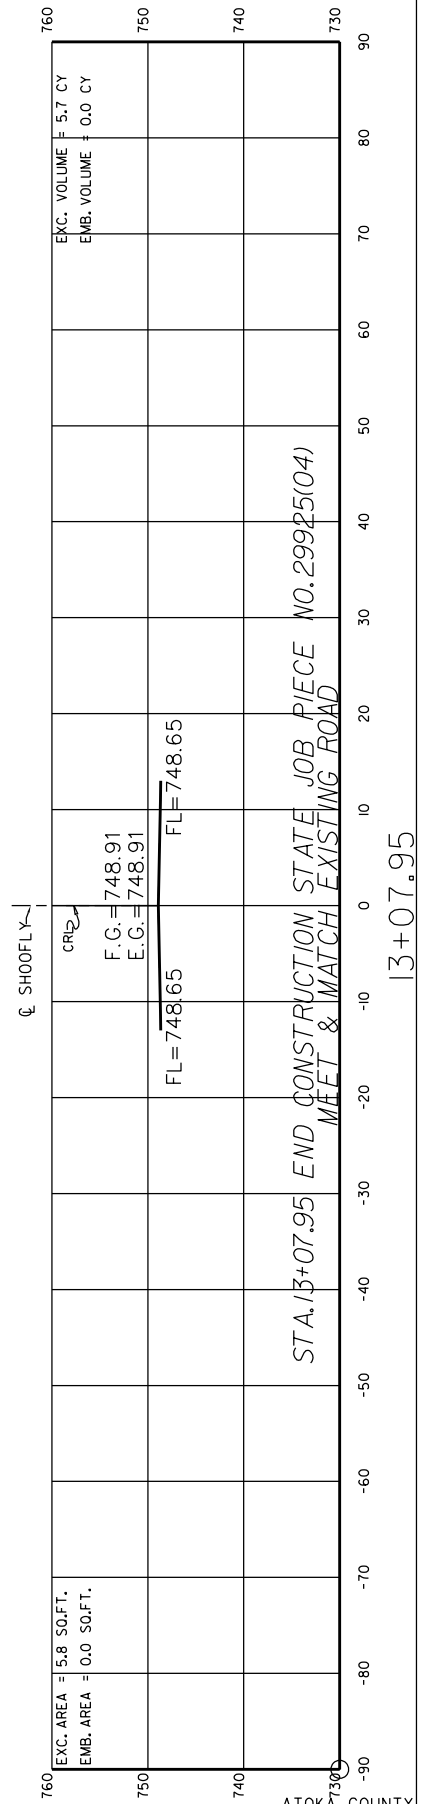 ℄ SHOOFLY
CRL
EXC. AREA = 5.8 SQ.FT.
EMB. AREA = 0.0 SQ.FT.
EXC. VOLUME = 5.7 CY
EMB. VOLUME = 0.0 CY
760
760
F.G.=748.91
E.G.=748.91
750
750
FL=748.65
FL=748.65
740
740
STA.13+07.95 END CONSTRUCTION STATE JOB PIECE NO.29925(04)
MEET & MATCH EXISTING ROAD
730
730
-90 -80 -70 -60 -50 -40 -30 -20 -10 0 10 20 30 40 50 60 70 80 90
13+07.95
ATOKA COUNTY